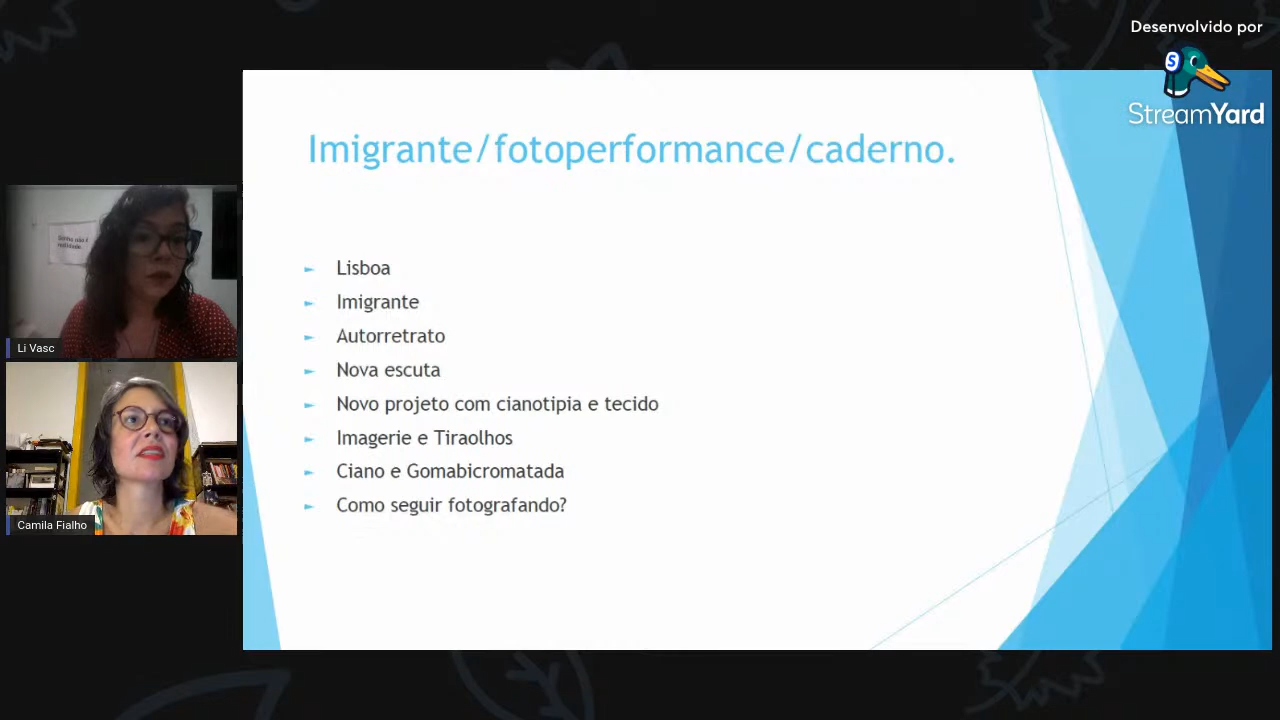 Desenvolvido por
StreamYard
Imigrante/fotoperformance/caderno.
Lisboa
Imigrante
Autorretrato
Nova escuta
Novo projeto com cianotipia e tecido
Imagerie e Tiraolhos
Ciano e Gomabicromatada
Como seguir fotografando?
Li Vasc
Camila Fialho